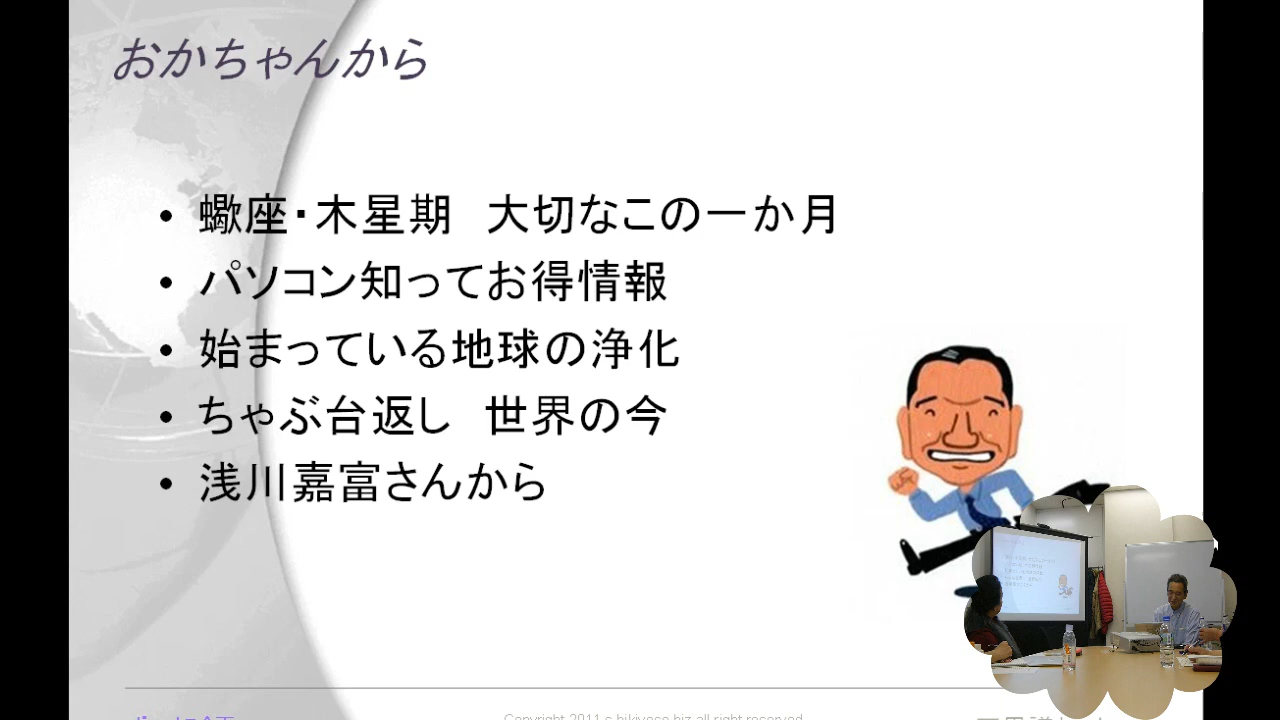 おかちゃんから
・蠍座・木星期　大切なこの一か月
・パソコン知ってお得情報
・始まっている地球の浄化
・ちゃぶ台返し　世界の今
・浅川嘉富さんから
Copyright 2011 c hikiyose.biz all right reserved